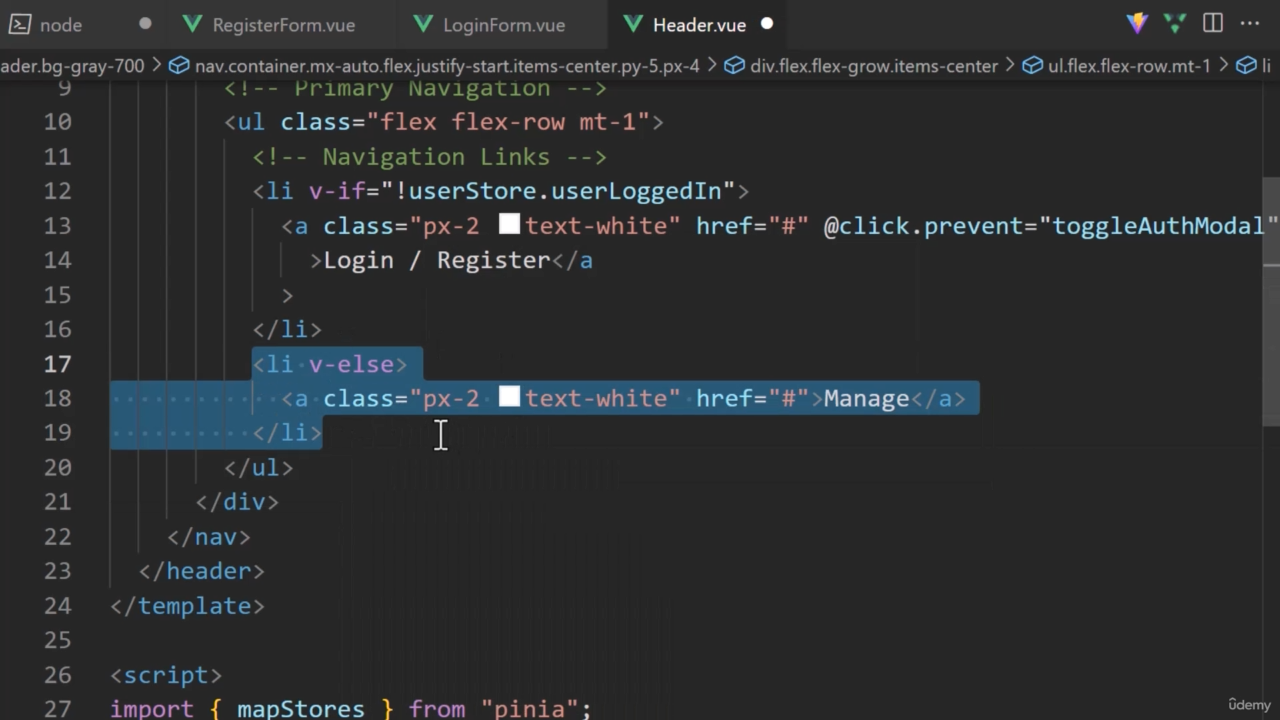 node RegisterForm.vue LoginForm.vue Header.vue
ader.bg-gray-700 > nav.container.mx-auto.flex.justify-start.items-center.py-5.px-4 > div.flex.flex-grow.items-center > ul.flex.flex-row.mt-1 > li
9 <!-- Primary Navigation -->
10 <ul class="flex flex-row mt-1">
11 <!-- Navigation Links -->
12 <li v-if="!userStore.userLoggedIn">
13 <a class="px-2 text-white" href="#" @click.prevent="toggleAuthModal"
14 >Login / Register</a
15 >
16 </li>
17 <li v-else>
18 <a class="px-2 text-white" href="#">Manage</a>
19 </li>
20 </ul>
21 </div>
22 </nav>
23 </header>
24 </template>
25
26 <script>
27 import { mapStores } from "pinia";
ûdemy